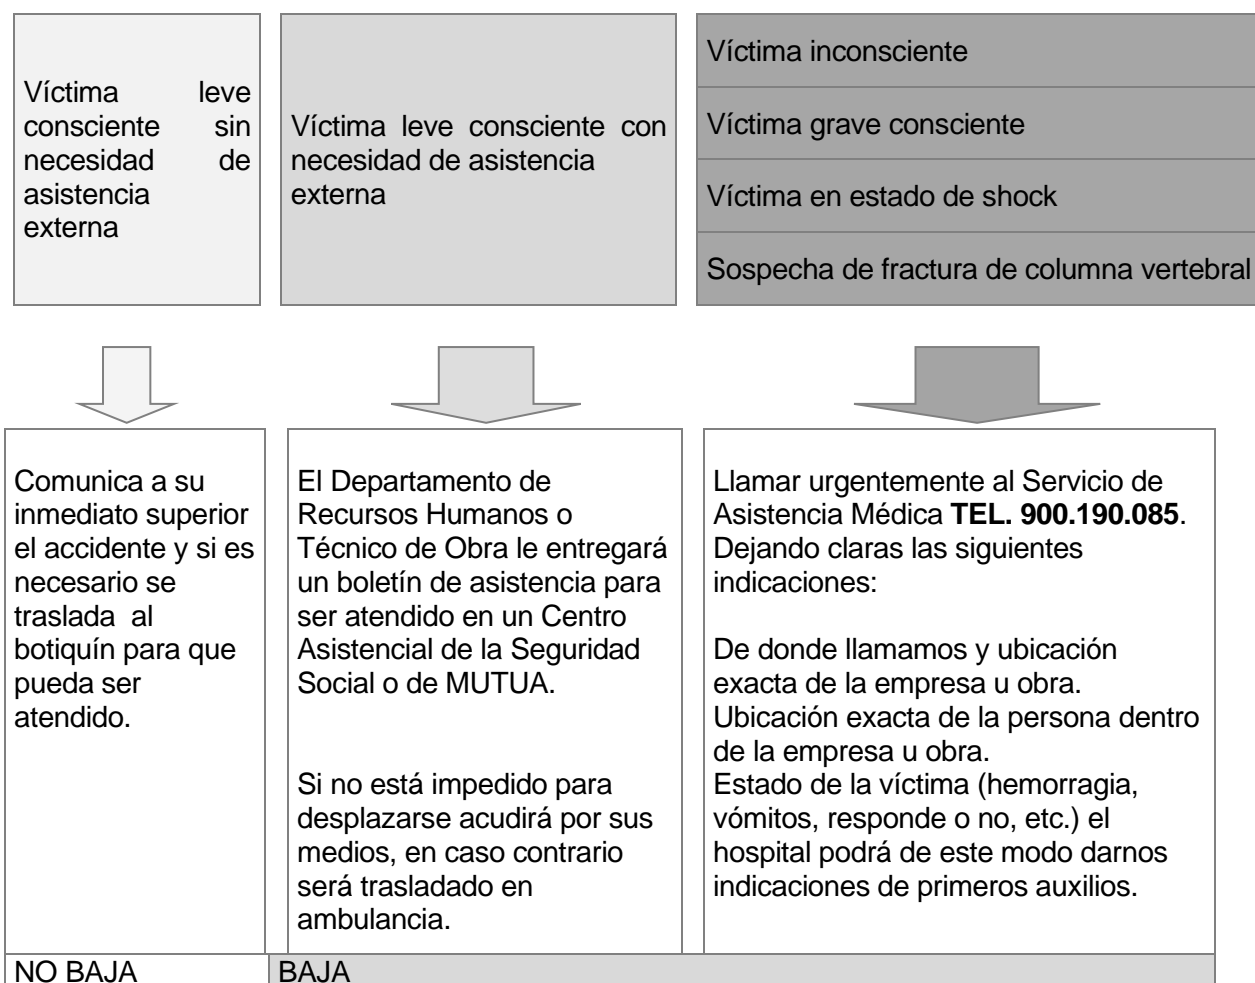 Víctima leve
consciente sin
necesidad de
asistencia
externa
Víctima leve consciente con
necesidad de asistencia
externa
Víctima inconsciente
Víctima grave consciente
Víctima en estado de shock
Sospecha de fractura de columna vertebral
Comunica a su
inmediato superior
el accidente y si es
necesario se
traslada al
botiquín para que
pueda ser
atendido.
El Departamento de
Recursos Humanos o
Técnico de Obra le entregará
un boletín de asistencia para
ser atendido en un Centro
Asistencial de la Seguridad
Social o de MUTUA.
Si no está impedido para
desplazarse acudirá por sus
medios, en caso contrario
será trasladado en
ambulancia.
Llamar urgentemente al Servicio de
Asistencia Médica TEL. 900.190.085.
Dejando claras las siguientes
indicaciones:
De donde llamamos y ubicación
exacta de la empresa u obra.
Ubicación exacta de la persona dentro
de la empresa u obra.
Estado de la víctima (hemorragia,
vómitos, responde o no, etc.) el
hospital podrá de este modo darnos
indicaciones de primeros auxilios.
NO BAJA
BAJA